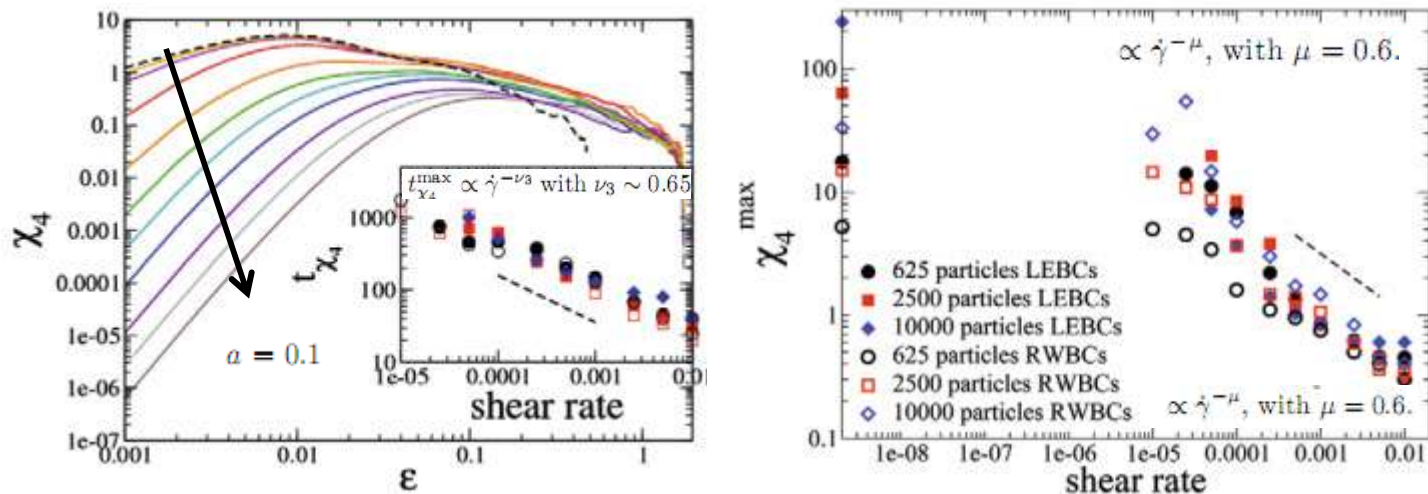 10
1
0.1
0.01
0.001
0.0001
1e-05
1e-06
1e-07
χ4
0.001
0.01
0.1
1
ε
a = 0.1
t_χ4^max ∝ γ̇^−ν3 with ν3 ∼ 0.65
1000
100
10
t χ4
1e-05
0.0001
0.001
0.01
shear rate
∝ γ̇^−μ, with μ = 0.6.
100
10
1
0.1
χ4 max
625 particles LEBCs
2500 particles LEBCs
10000 particles LEBCs
625 particles RWBCs
2500 particles RWBCs
10000 particles RWBCs
∝ γ̇^−μ, with μ = 0.6.
1e-08
1e-07
1e-06
1e-05
0.0001
0.001
0.01
shear rate